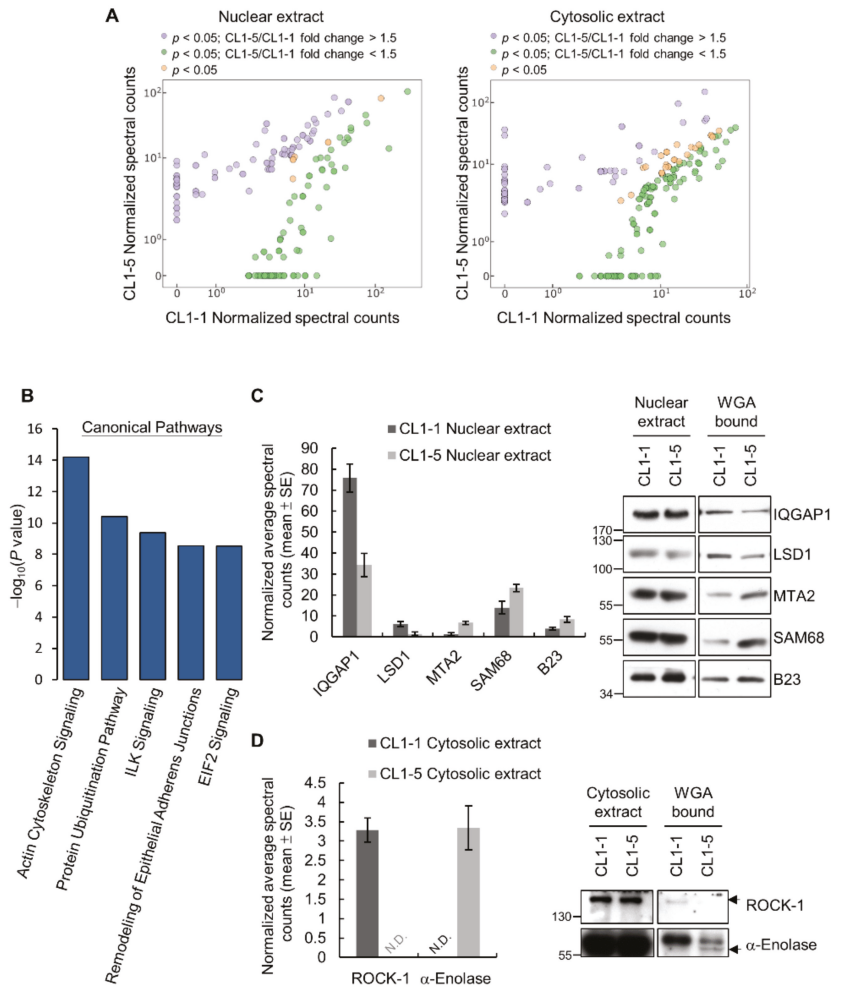 A
Nuclear extract
p < 0.05; CL1-5/CL1-1 fold change > 1.5
p < 0.05; CL1-5/CL1-1 fold change < 1.5
p < 0.05
CL1-5 Normalized spectral counts
10²
10¹
10⁰
0
0
10⁰
10¹
10²
CL1-1 Normalized spectral counts
Cytosolic extract
p < 0.05; CL1-5/CL1-1 fold change > 1.5
p < 0.05; CL1-5/CL1-1 fold change < 1.5
p < 0.05
CL1-5 Normalized spectral counts
10²
10¹
10⁰
0
0
10⁰
10¹
10²
CL1-1 Normalized spectral counts
B
Canonical Pathways
−log₁₀(P value)
16
14
12
10
8
6
4
2
0
Actin Cytoskeleton Signaling
Protein Ubiquitination Pathway
ILK Signaling
Remodeling of Epithelial Adherens Junctions
EIF2 Signaling
C
CL1-1 Nuclear extract
CL1-5 Nuclear extract
Normalized average spectral
counts (mean ± SE)
90
80
70
60
50
40
30
20
10
0
IQGAP1
LSD1
MTA2
SAM68
B23
Nuclear
extract
WGA
bound
CL1-1
CL1-5
CL1-1
CL1-5
IQGAP1
170
130
LSD1
100
MTA2
55
SAM68
55
B23
34
D
CL1-1 Cytosolic extract
CL1-5 Cytosolic extract
Normalized average spectral
counts (mean ± SE)
4.5
4
3.5
3
2.5
2
1.5
1
0.5
0
N.D.
N.D.
ROCK-1
α-Enolase
Cytosolic
extract
WGA
bound
CL1-1
CL1-5
CL1-1
CL1-5
ROCK-1
130
α-Enolase
55